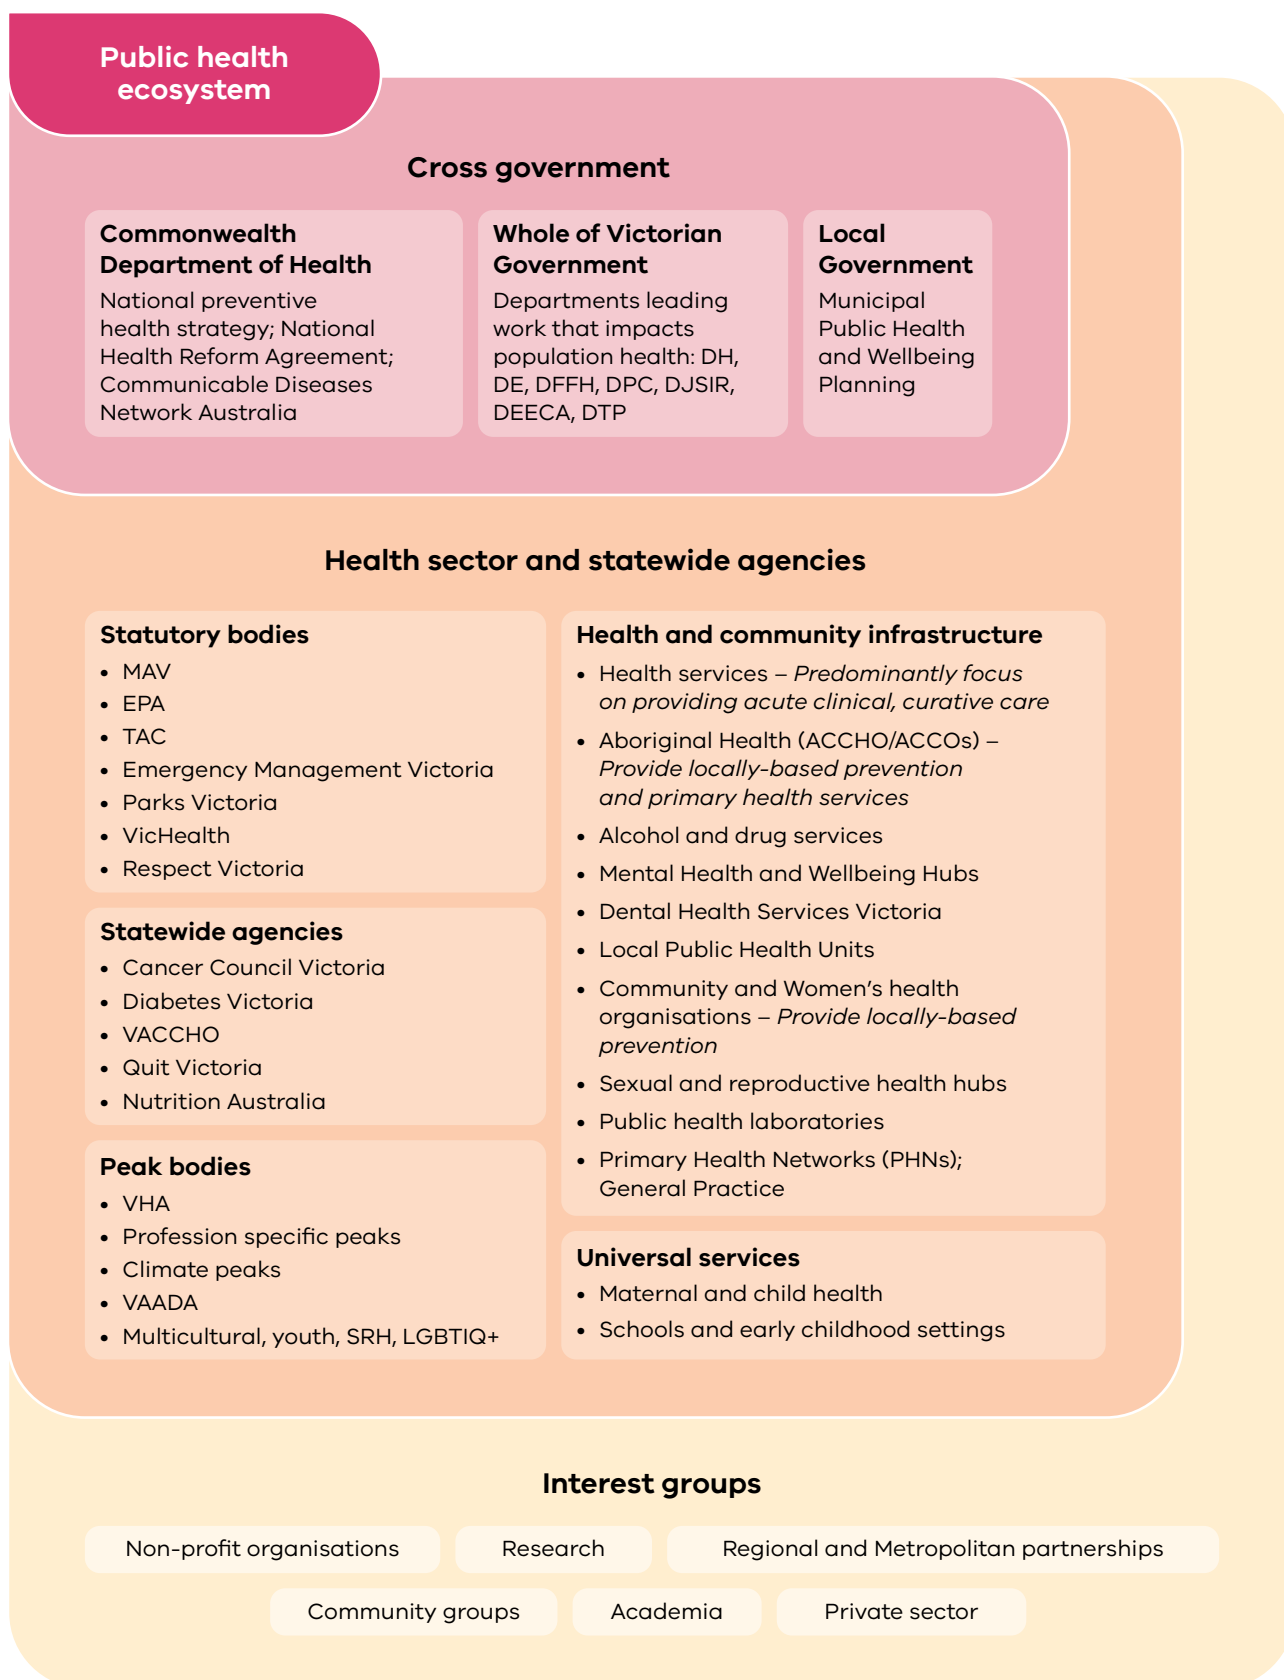 Public health
ecosystem
Cross government
Commonwealth
Department of Health
National preventive
health strategy; National
Health Reform Agreement;
Communicable Diseases
Network Australia
Whole of Victorian
Government
Departments leading
work that impacts
population health: DH,
DE, DFFH, DPC, DJSIR,
DEECA, DTP
Local
Government
Municipal
Public Health
and Wellbeing
Planning
Health sector and statewide agencies
Statutory bodies
• MAV
• EPA
• TAC
• Emergency Management Victoria
• Parks Victoria
• VicHealth
• Respect Victoria
Statewide agencies
• Cancer Council Victoria
• Diabetes Victoria
• VACCHO
• Quit Victoria
• Nutrition Australia
Peak bodies
• VHA
• Profession specific peaks
• Climate peaks
• VAADA
• Multicultural, youth, SRH, LGBTIQ+
Health and community infrastructure
• Health services – Predominantly focus
on providing acute clinical, curative care
• Aboriginal Health (ACCHO/ACCOs) –
Provide locally-based prevention
and primary health services
• Alcohol and drug services
• Mental Health and Wellbeing Hubs
• Dental Health Services Victoria
• Local Public Health Units
• Community and Women’s health
organisations – Provide locally-based
prevention
• Sexual and reproductive health hubs
• Public health laboratories
• Primary Health Networks (PHNs);
General Practice
Universal services
• Maternal and child health
• Schools and early childhood settings
Interest groups
Non-profit organisations
Research
Regional and Metropolitan partnerships
Community groups
Academia
Private sector